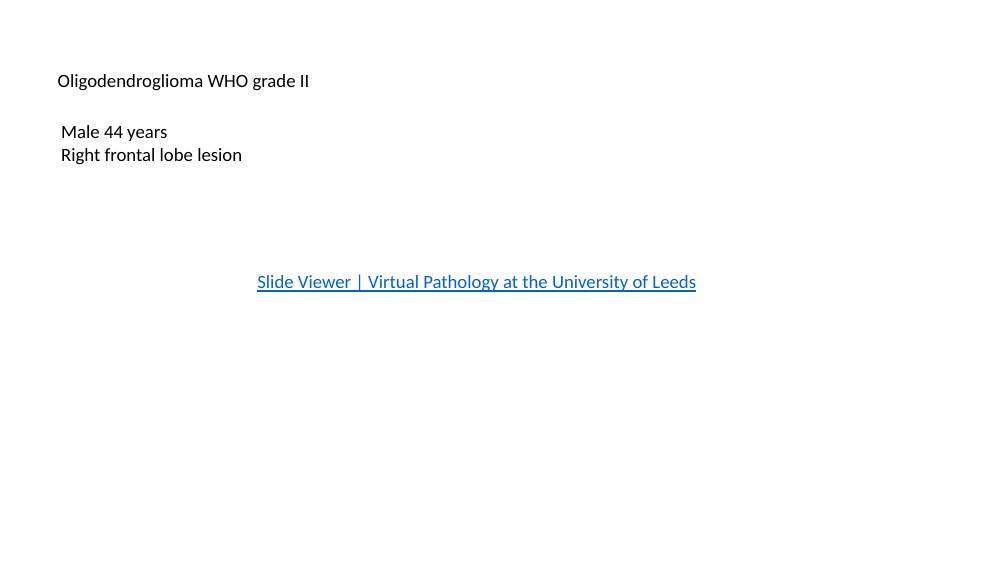 Oligodendroglioma WHO grade II
Male 44 years
Right frontal lobe lesion
Slide Viewer | Virtual Pathology at the University of Leeds